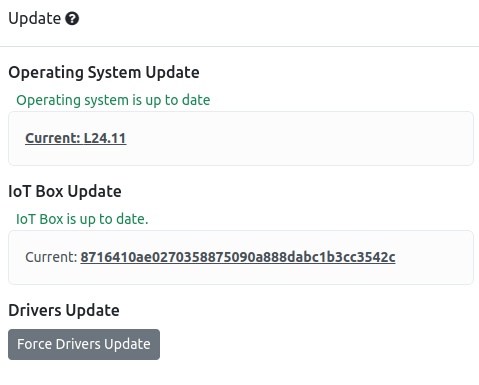 Update
Operating System Update
Operating system is up to date
Current: L24.11
IoT Box Update
IoT Box is up to date.
Current: 8716410ae0270358875090a888dabc1b3cc3542c
Drivers Update
Force Drivers Update